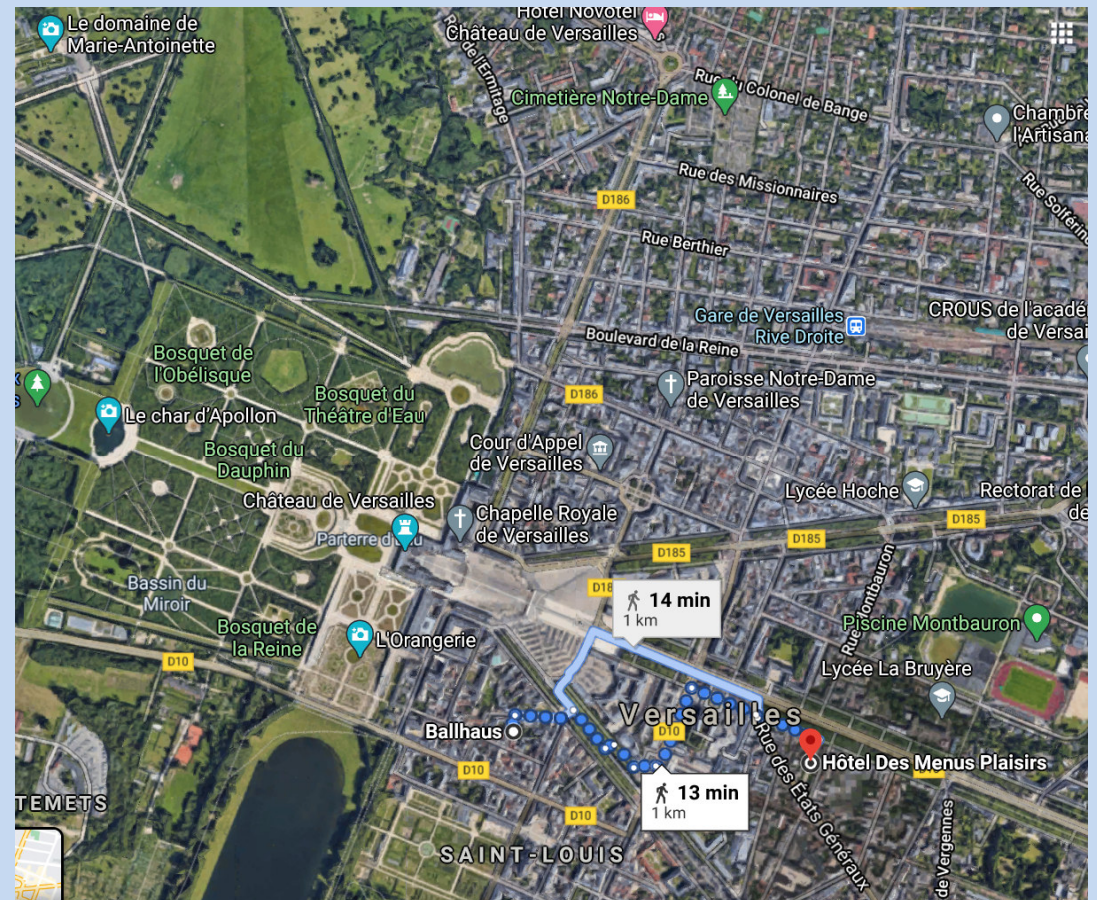 Le domaine de
Marie-Antoinette
Hôtel Novotel
Château de Versailles
Rue de l'Ermitage
Cimetière Notre-Dame
Rue du Colonel de Bange
Chambre
l'Artisana
Rue des Missionnaires
Rue Solférino
D186
Rue Berthier
Gare de Versailles
Rive Droite
CROUS de l'acadé
de Versai
Boulevard de la Reine
Bosquet de
l'Obélisque
x
s
Bosquet du
Théâtre d'Eau
D186
Paroisse Notre-Dame
de Versailles
Le char d'Apollon
Bosquet du
Dauphin
Cour d'Appel
de Versailles
Château de Versailles
Lycée Hoche
Rectorat de
de
Chapelle Royale
de Versailles
D185
Parterre d'Eau
D185
D185
Bassin du
Miroir
D18
14 min
1 km
Rue Montbauron
Bosquet de
la Reine
L'Orangerie
Piscine Montbauron
D10
Lycée La Bruyère
Versailles
Ballhaus
D10
Rue des États Généraux
Hôtel Des Menus Plaisirs
D10
D10
13 min
1 km
TEMETS
D10
SAINT-LOUIS
de Vergennes